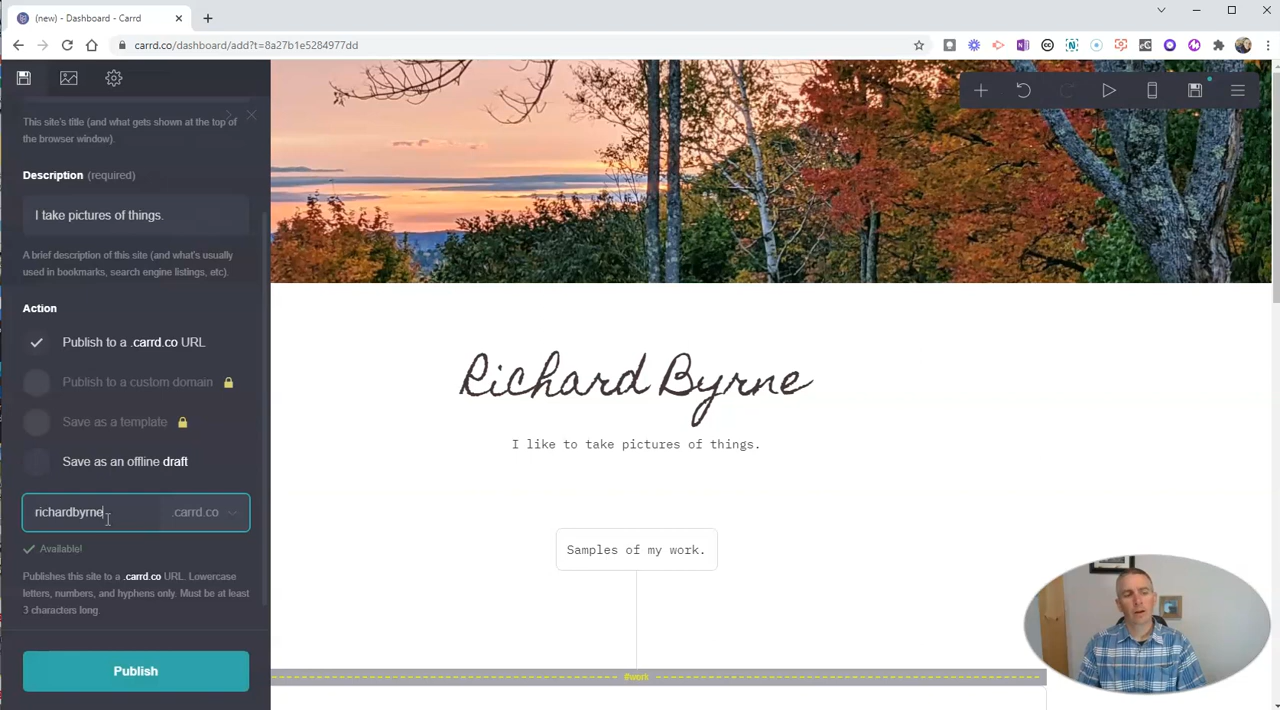 (new) - Dashboard - Carrd
carrd.co/dashboard/add?t=8a27b1e5284977dd
This site's title (and what gets shown at the top of
the browser window).
Description (required)
I take pictures of things.
A brief description of this site (and what's usually
used in bookmarks, search engine listings, etc).
Action
Publish to a .carrd.co URL
Publish to a custom domain
Save as a template
Save as an offline draft
richardbyrne .carrd.co
Available!
Publishes this site to a .carrd.co URL. Lowercase
letters, numbers, and hyphens only. Must be at least
3 characters long.
Publish
Richard Byrne
I like to take pictures of things.
Samples of my work.
#work